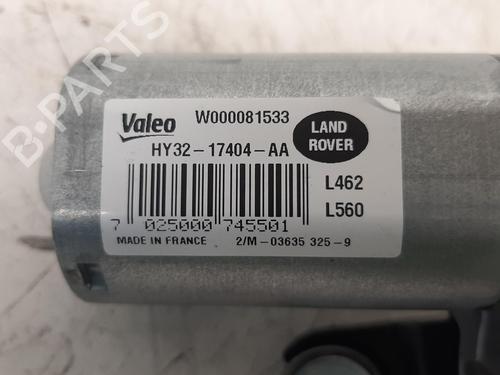 Valeo W000081533
LAND ROVER
HY32-17404-AA
L462
L560
7 025000 745501
MADE IN FRANCE 2/M-03635 325-9
B-PARTS